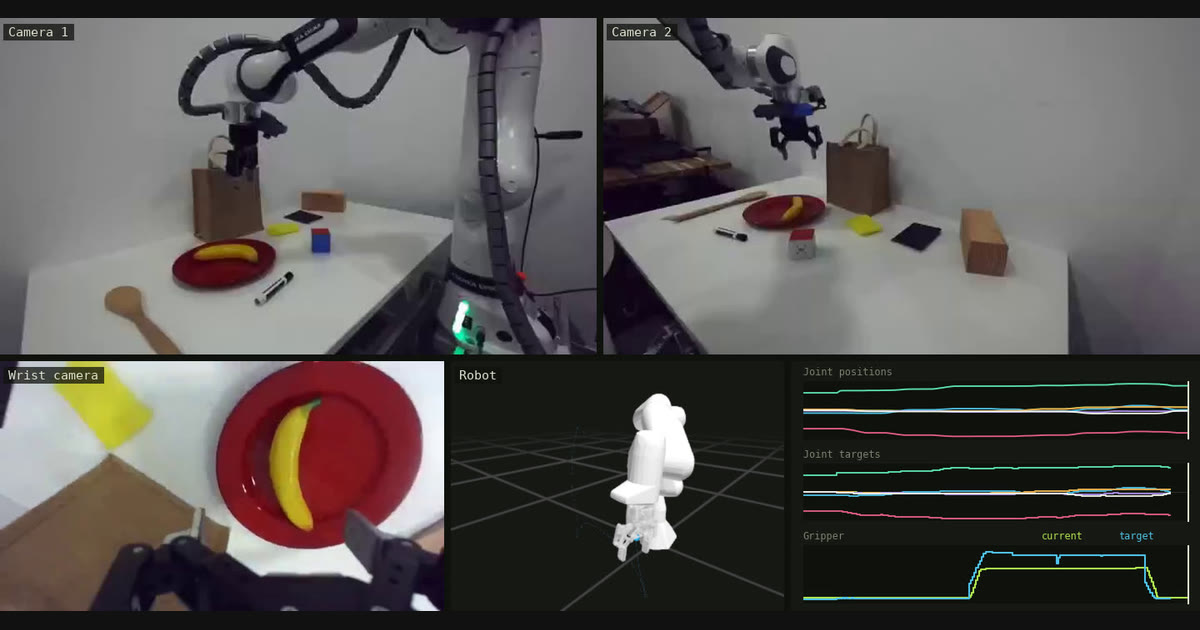 Camera 1
Camera 2
Wrist camera
Robot
Joint positions
Joint targets
Gripper
current
target